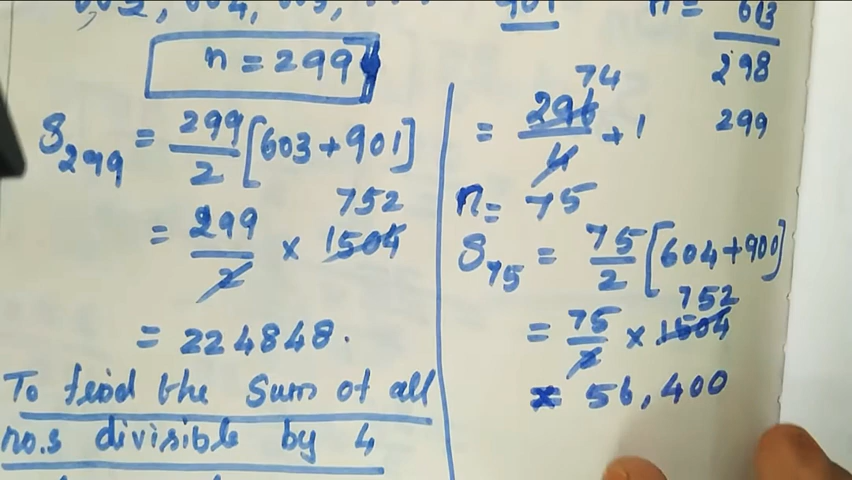 n = 299
S₂₉₉ = 299/2 [603 + 901]
752
= 299/2 × 1504
= 224848.
To find the Sum of all
no.s divisible by 4
901
n =
603
298
299
74
= 296/4 + 1
n = 75
S₇₅ = 75/2 [604 + 900]
752
= 75/2 × 1504
= 56,400